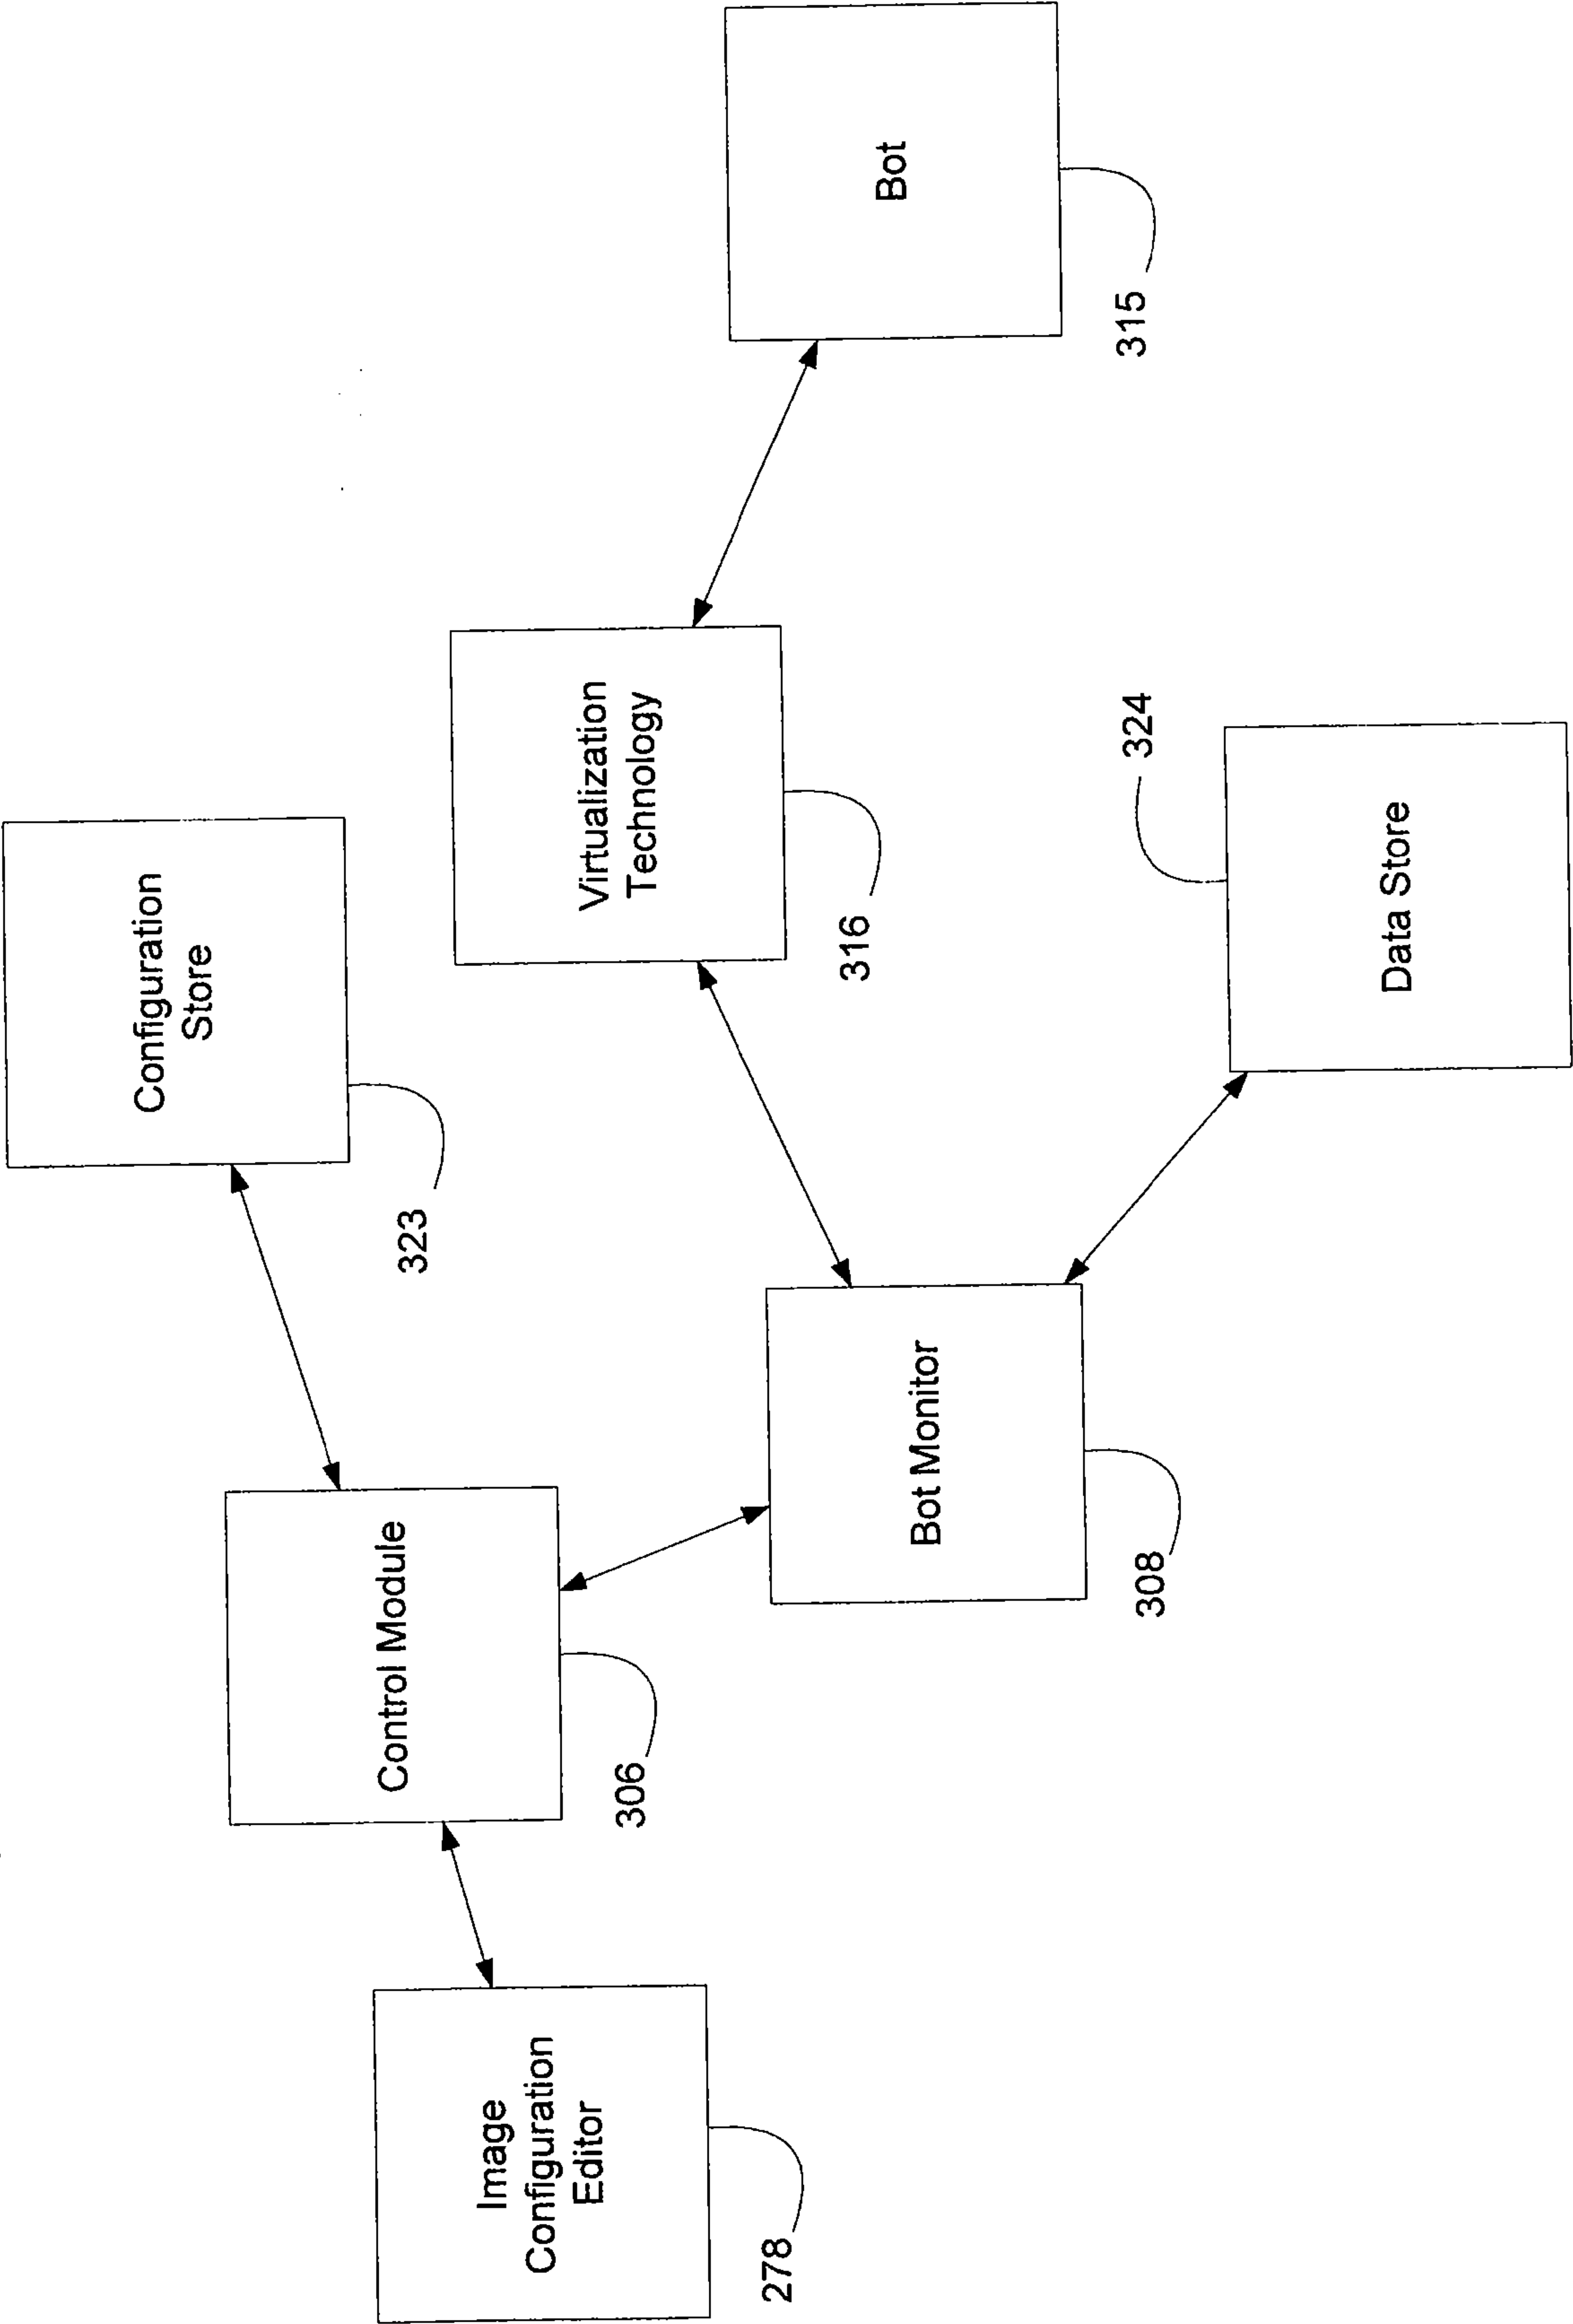 Configuration
Store
323
Image
Configuration
Editor
278
Control Module
306
Virtualization
Technology
316
Bot
315
Bot Monitor
308
Data Store
324